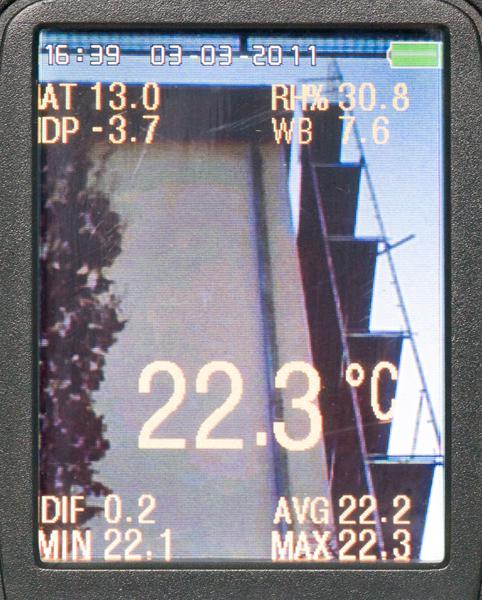 16:39 03-03-2011
AT 13.0 RH% 30.8
DP -3.7 WB 7.6
22.3 °C
DIF 0.2 AVG 22.2
MIN 22.1 MAX 22.3